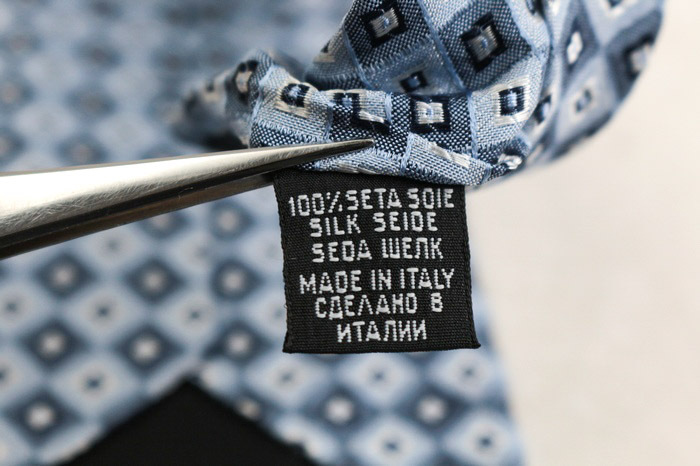 100% SETA SOIE
SILK SEIDE
SEDA ШЕЛК
MADE IN ITALY
СДЕЛАНО В
ИТАЛИИ